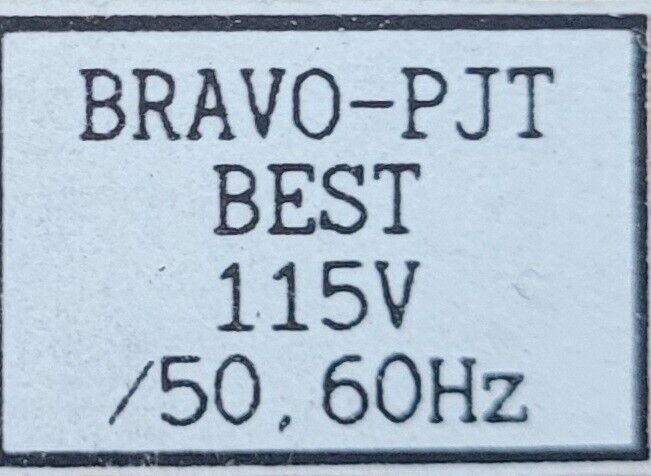 BRAVO-PJT
BEST
115V
/50,60Hz